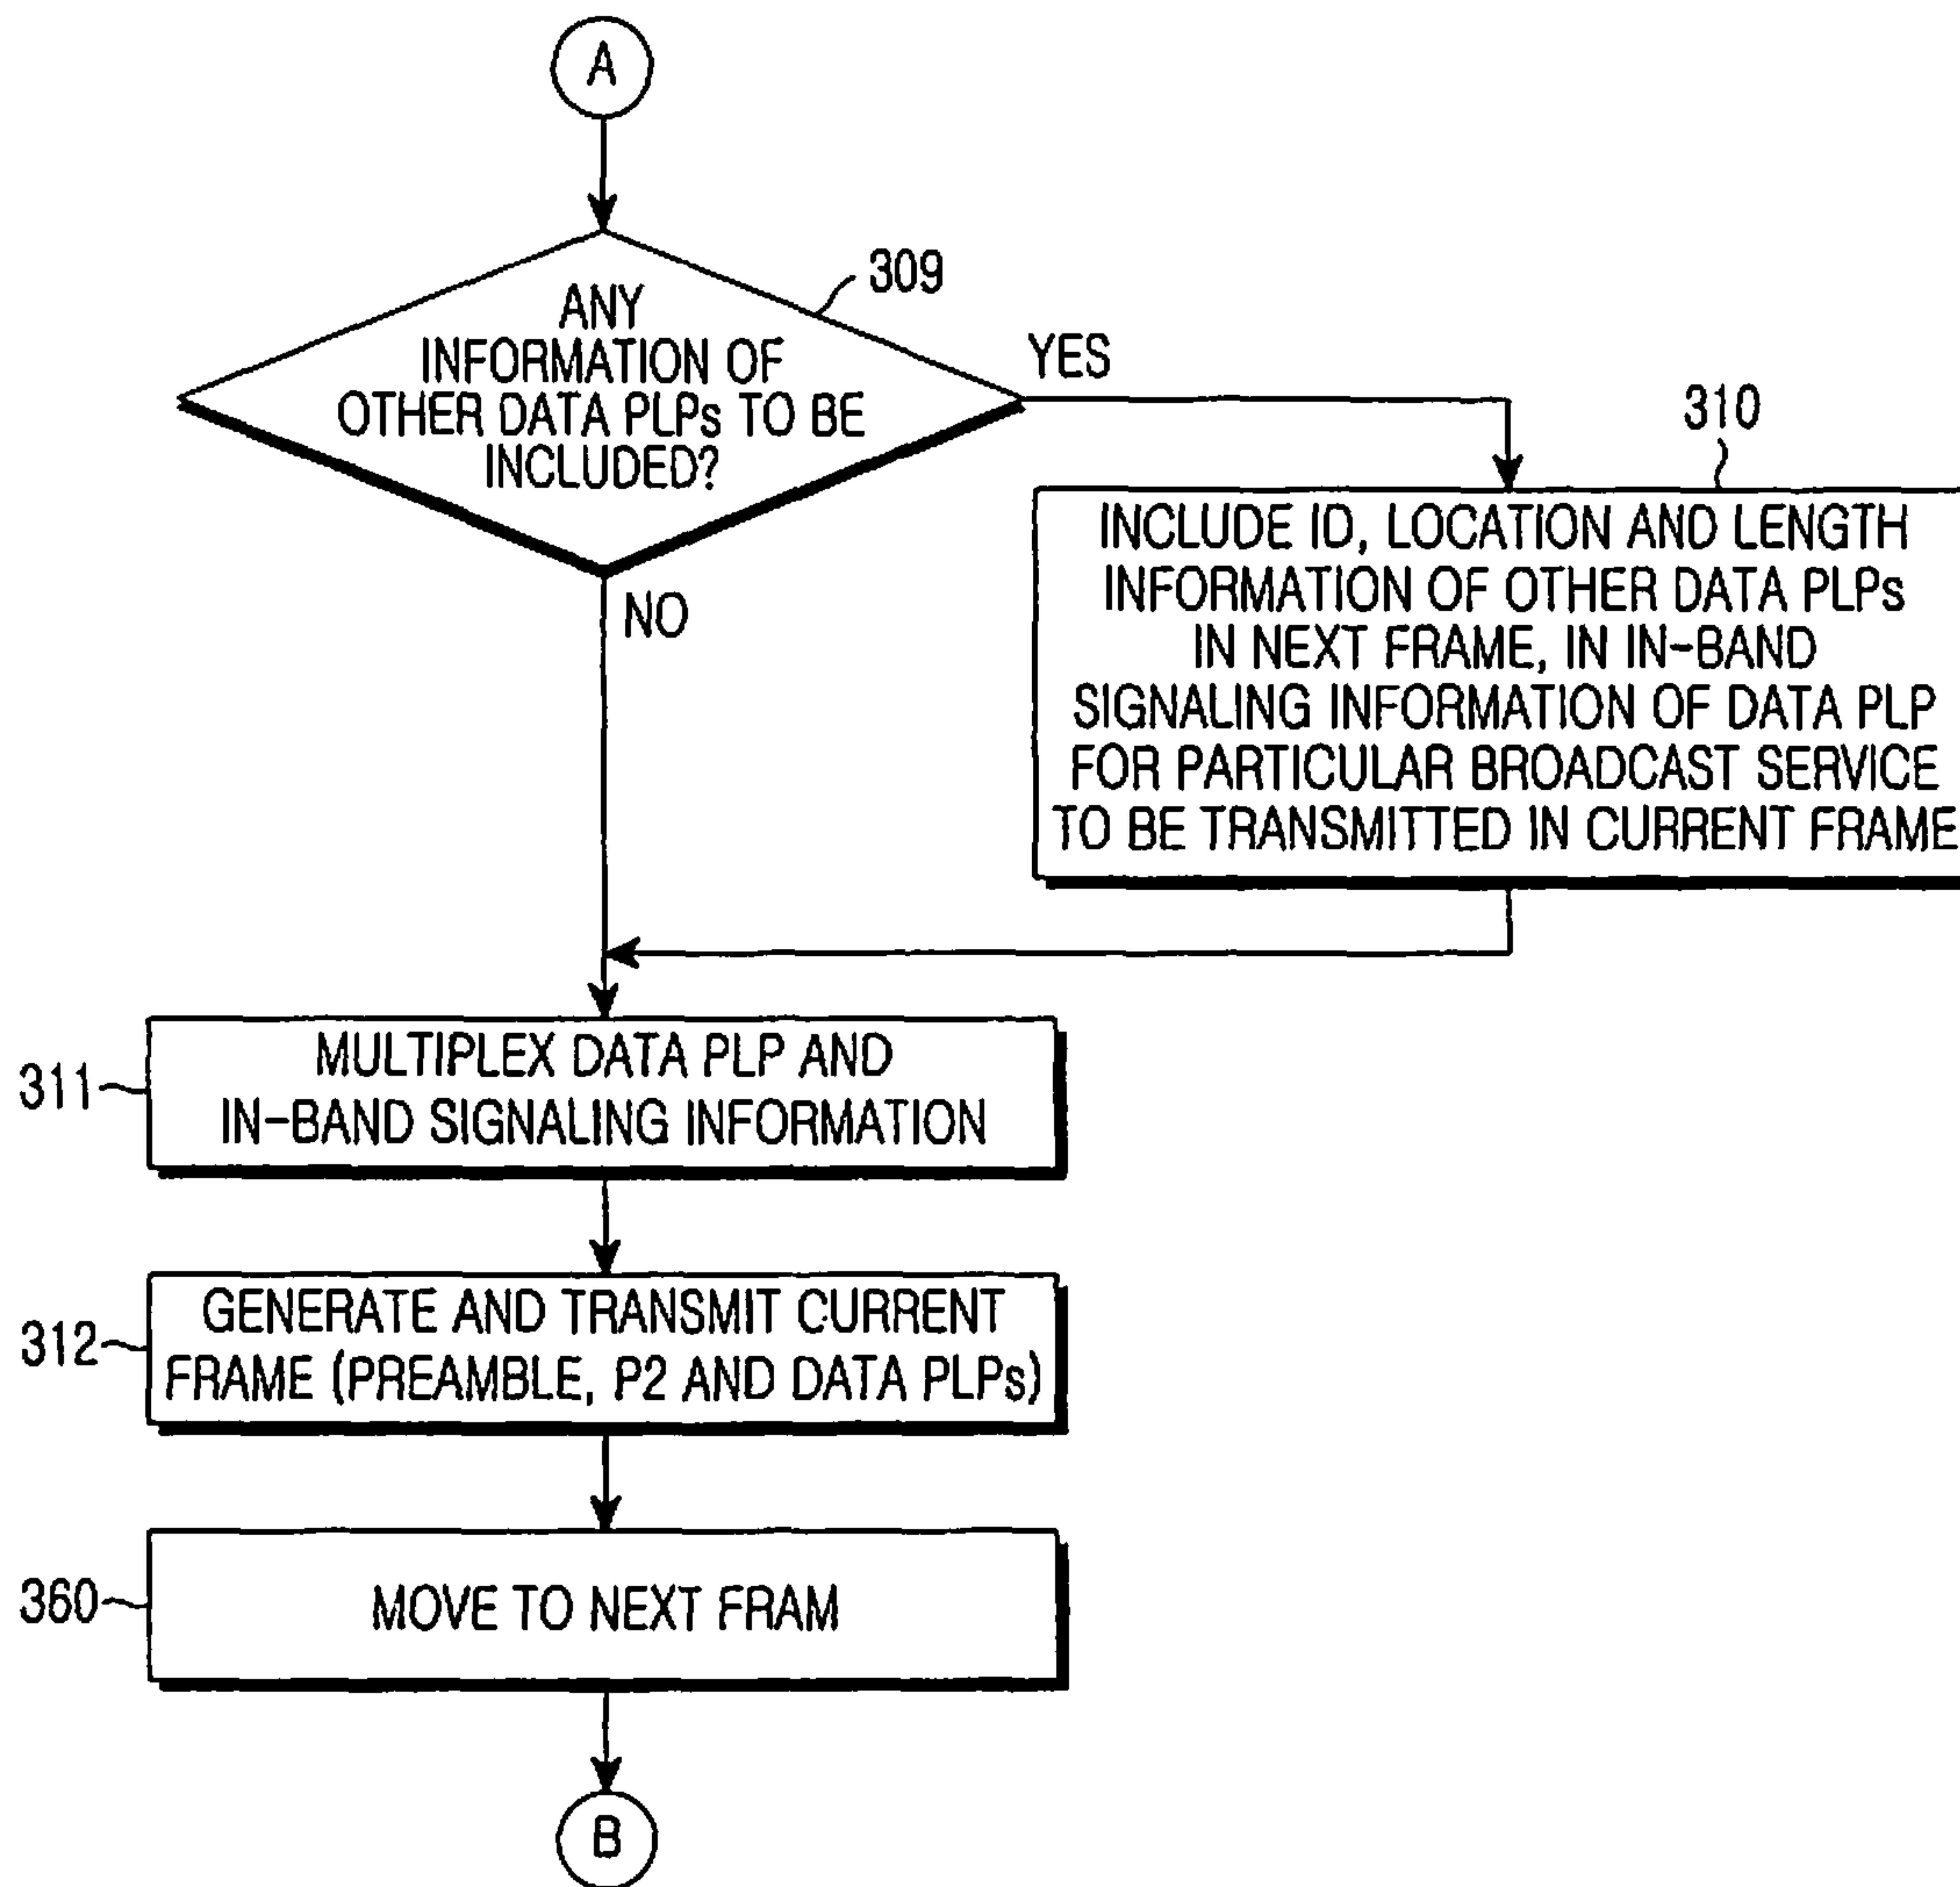 A
309
ANY
INFORMATION OF
OTHER DATA PLPs TO BE
INCLUDED?
YES
NO
310
INCLUDE ID, LOCATION AND LENGTH
INFORMATION OF OTHER DATA PLPs
IN NEXT FRAME, IN IN-BAND
SIGNALING INFORMATION OF DATA PLP
FOR PARTICULAR BROADCAST SERVICE
TO BE TRANSMITTED IN CURRENT FRAME
311
MULTIPLEX DATA PLP AND
IN-BAND SIGNALING INFORMATION
312
GENERATE AND TRANSMIT CURRENT
FRAME (PREAMBLE, P2 AND DATA PLPs)
360
MOVE TO NEXT FRAM
B